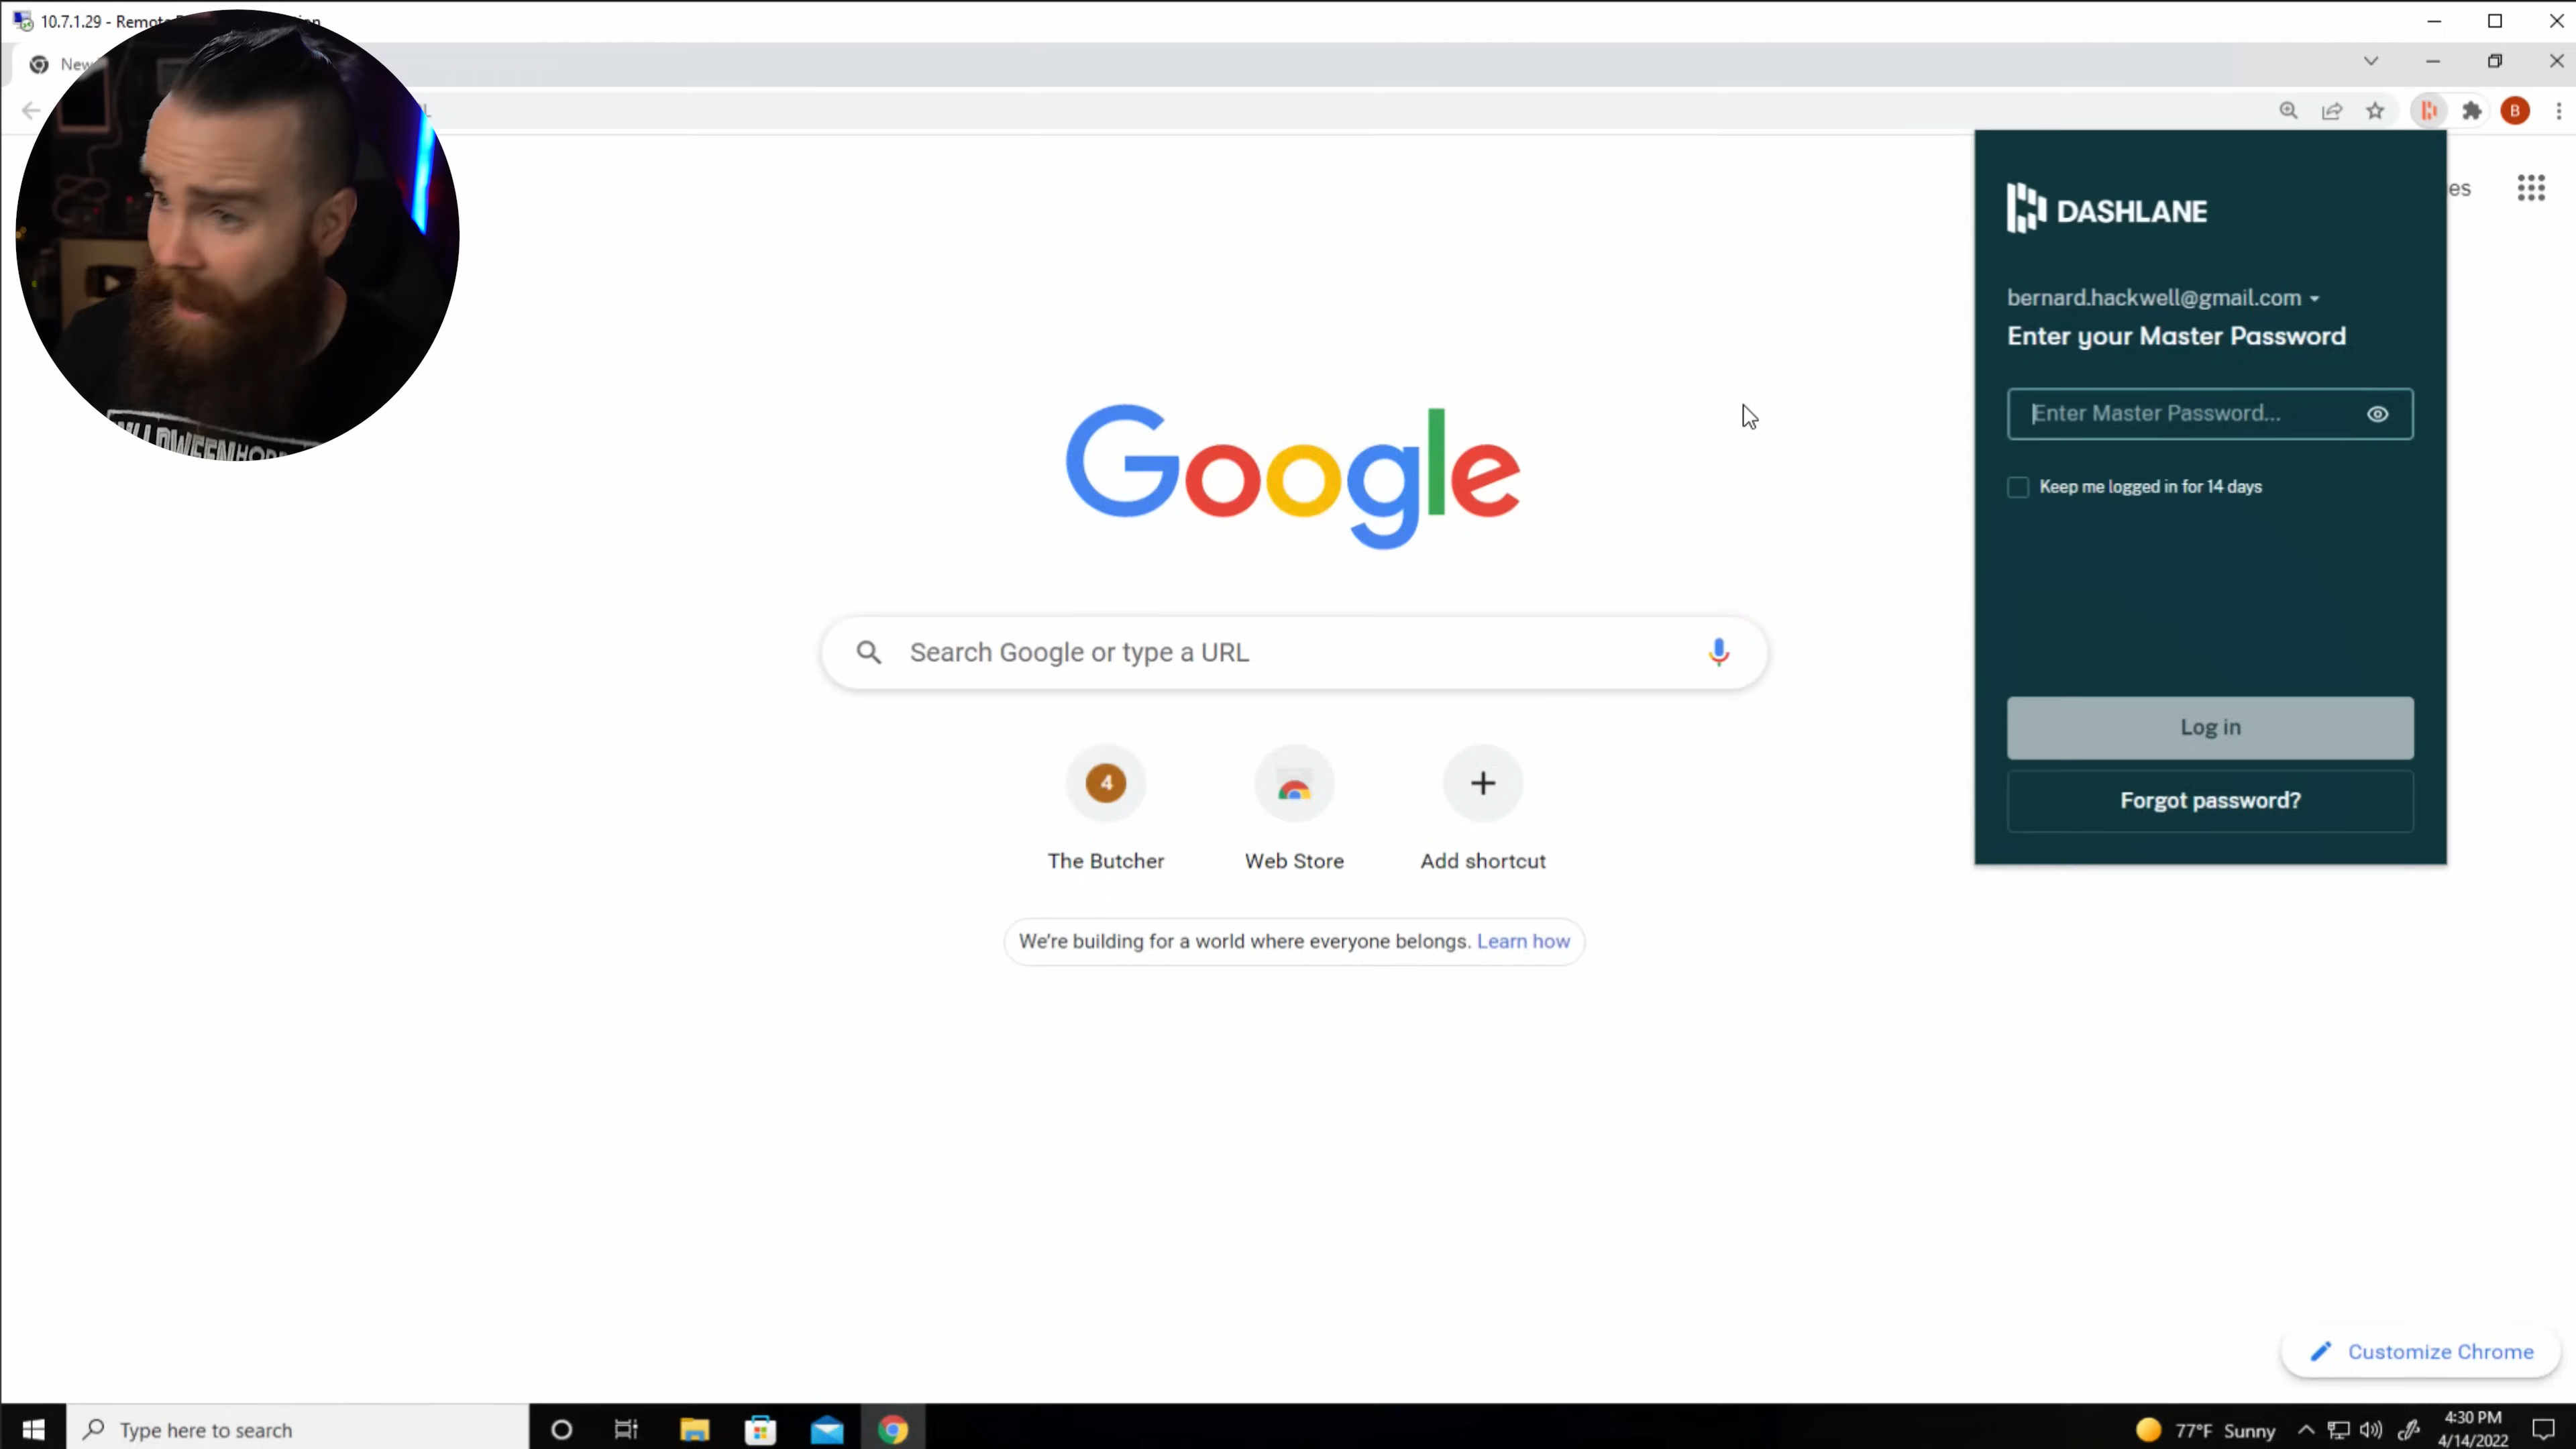 10.7.1.29 - Remot
New
B
es
DASHLANE
bernard.hackwell@gmail.com
Enter your Master Password
Enter Master Password...
Keep me logged in for 14 days
Log in
Forgot password?
Google
Search Google or type a URL
4
The Butcher
Web Store
Add shortcut
We're building for a world where everyone belongs. Learn how
Customize Chrome
Type here to search
77°F Sunny
4:30 PM
4/14/2022